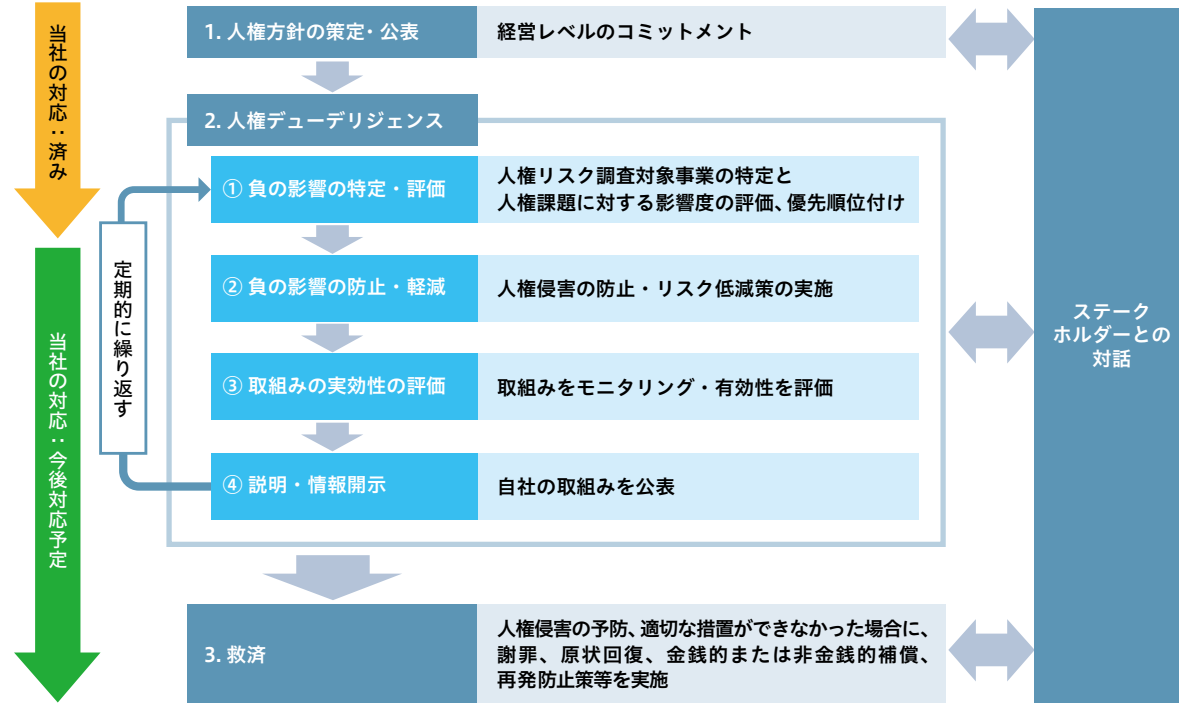 当社の対応：済み
当社の対応：今後対応予定
定期的に繰り返す
1. 人権方針の策定・公表
経営レベルのコミットメント
2. 人権デューデリジェンス
① 負の影響の特定・評価
人権リスク調査対象事業の特定と
人権課題に対する影響度の評価、優先順位付け
② 負の影響の防止・軽減
人権侵害の防止・リスク低減策の実施
③ 取組みの実効性の評価
取組みをモニタリング・有効性を評価
④ 説明・情報開示
自社の取組みを公表
3. 救済
人権侵害の予防、適切な措置ができなかった場合に、
謝罪、原状回復、金銭的または非金銭的補償、
再発防止策等を実施
ステーク
ホルダーとの
対話